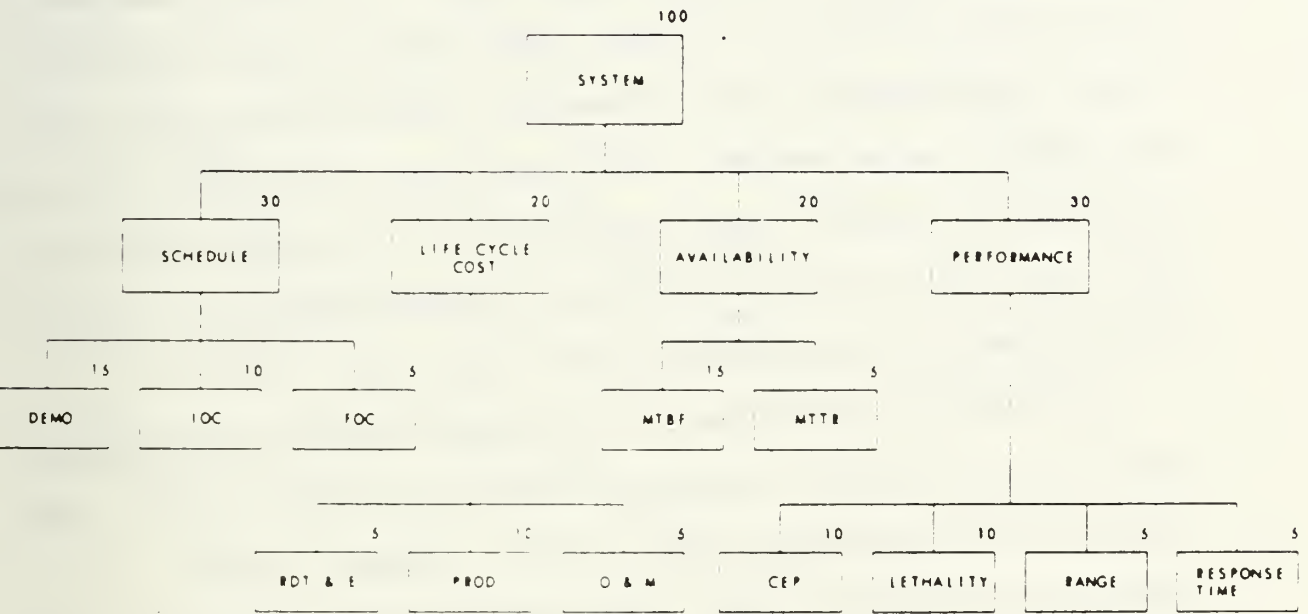 100
SYSTEM
30
20
20
30
SCHEDULE
LIFE CYCLE
COST
AVAILABILITY
PERFORMANCE
15
10
5
15
5
DEMO
IOC
FOC
MTBF
MTTR
5
10
5
10
10
5
5
RDT & E
PROD
O & M
CEP
LETHALITY
RANGE
RESPONSE
TIME